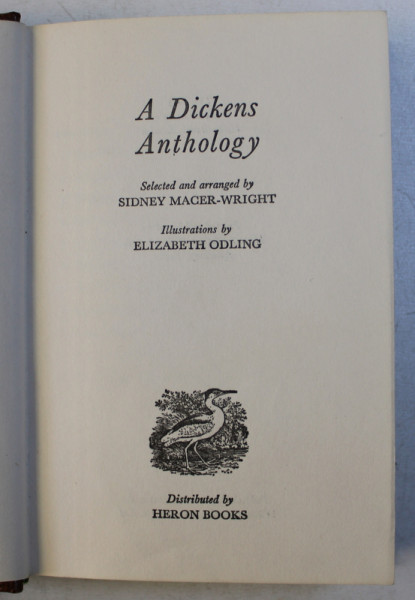 A Dickens
Anthology
Selected and arranged by
SIDNEY MACER-WRIGHT
Illustrations by
ELIZABETH ODLING
Distributed by
HERON BOOKS